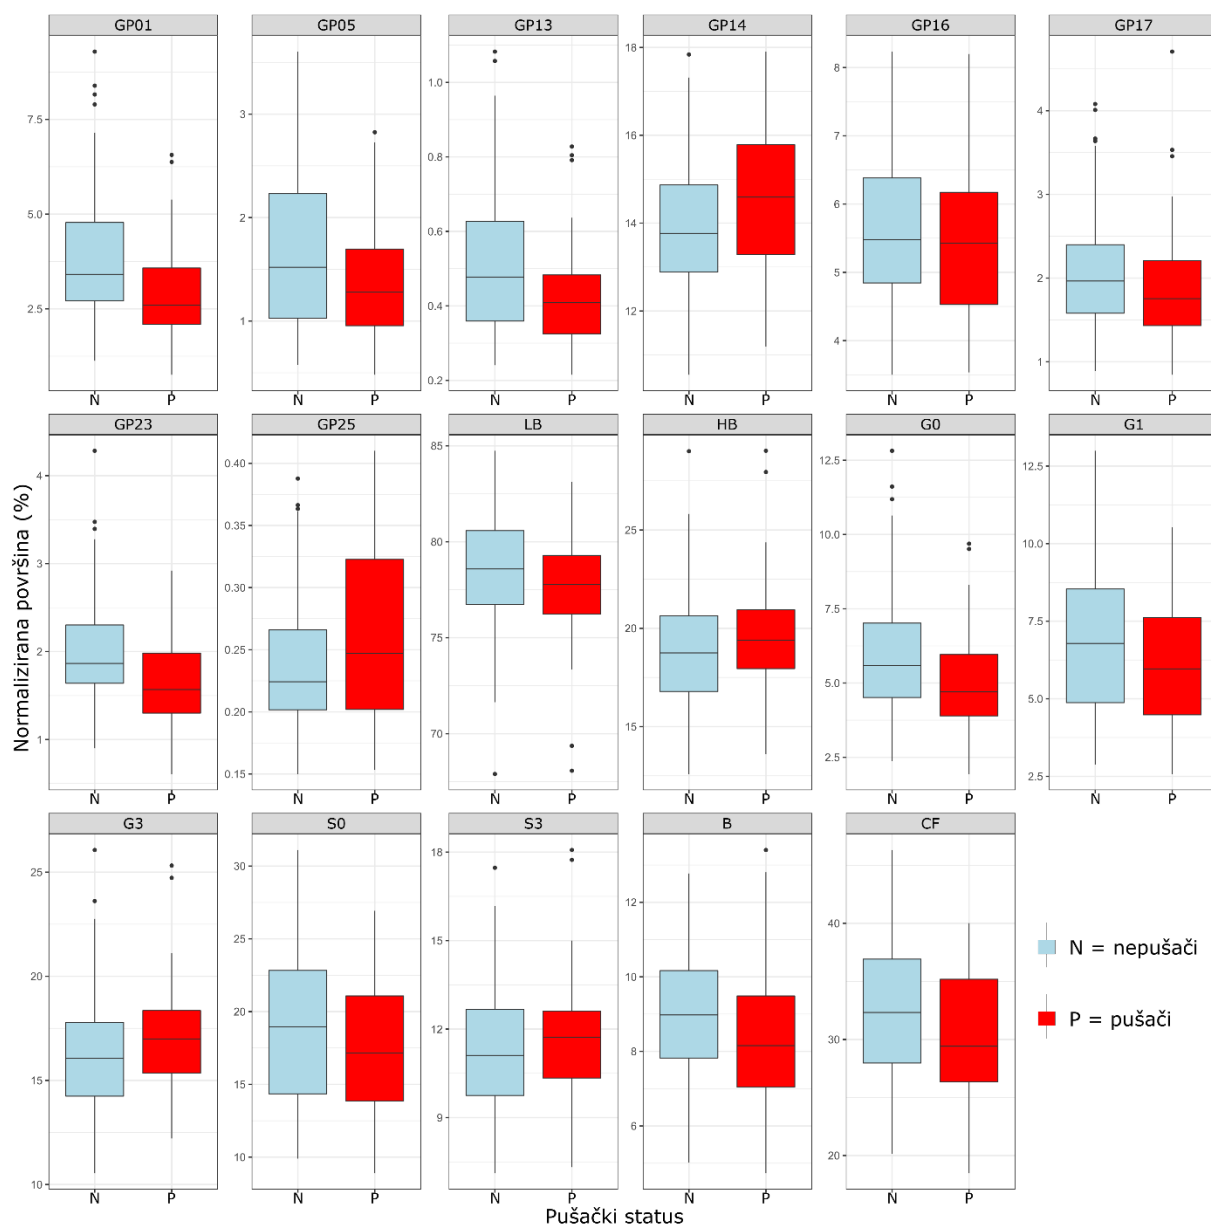 GP01 GP05 GP13 GP14 GP16 GP17
7.5 5.0 2.5
3 2 1
1.0 0.8 0.6 0.4 0.2
18 16 14 12
8 7 6 5 4
4 3 2 1
N P N P N P N P N P N P
GP23 GP25 LB HB G0 G1
Normalizirana površina (%)
4 3 2 1
0.40 0.35 0.30 0.25 0.20 0.15
85 80 75 70
25 20 15
12.5 10.0 7.5 5.0 2.5
12.5 10.0 7.5 5.0 2.5
N P N P N P N P N P N P
G3 S0 S3 B CF
25 20 15 10
30 25 20 15 10
18 15 12 9
12 10 8 6
40 30 20
N = nepušači
P = pušači
N P N P N P N P N P
Pušački status